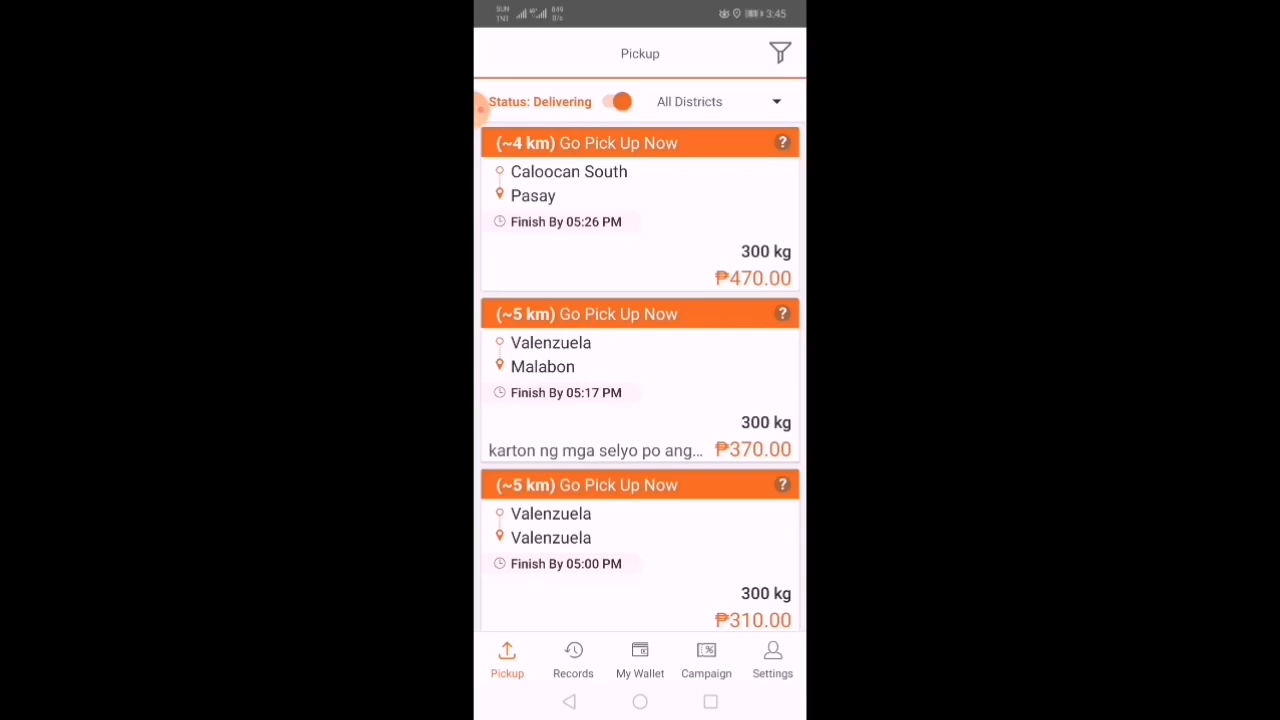 SUN
TNT
849
B/s
3:45
Pickup
Status: Delivering
All Districts
(~4 km) Go Pick Up Now
?
Caloocan South
Pasay
Finish By 05:26 PM
300 kg
₱470.00
(~5 km) Go Pick Up Now
?
Valenzuela
Malabon
Finish By 05:17 PM
300 kg
karton ng mga selyo po ang...
₱370.00
(~5 km) Go Pick Up Now
?
Valenzuela
Valenzuela
Finish By 05:00 PM
300 kg
₱310.00
Pickup
Records
My Wallet
Campaign
Settings